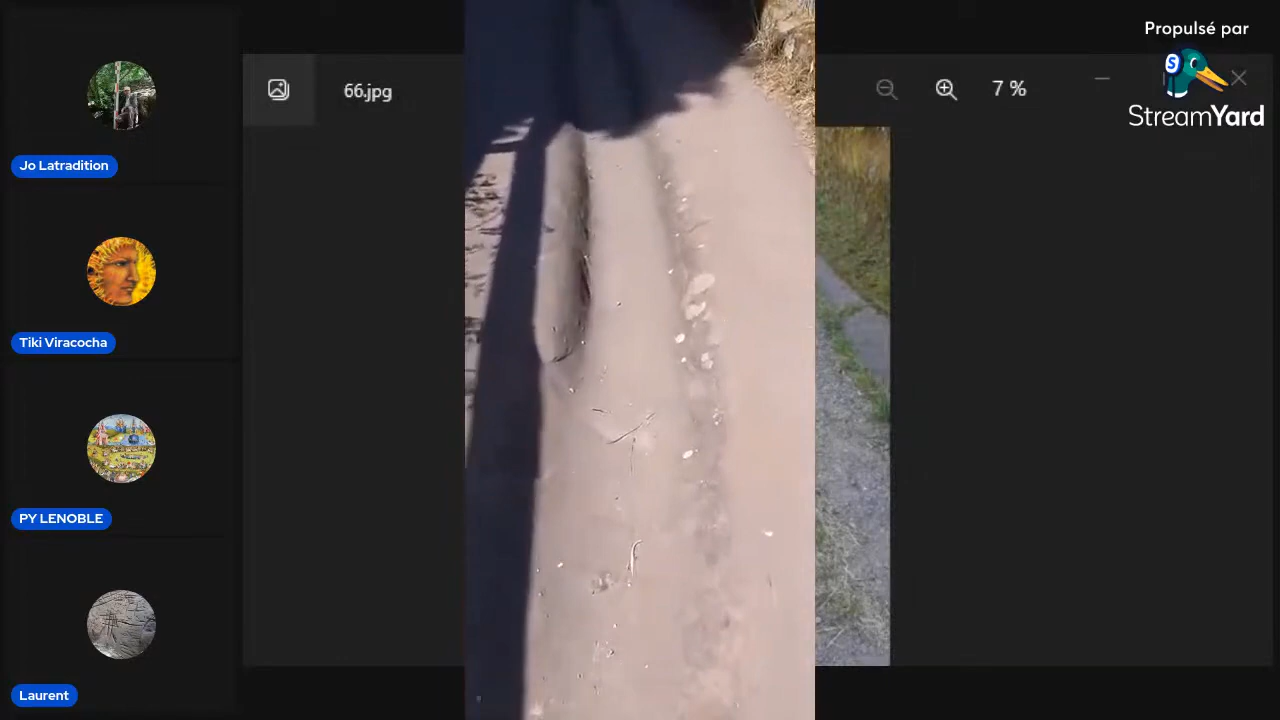 Propulsé par
StreamYard
66.jpg
7 %
Jo Latradition
Tiki Viracocha
PY LENOBLE
Laurent